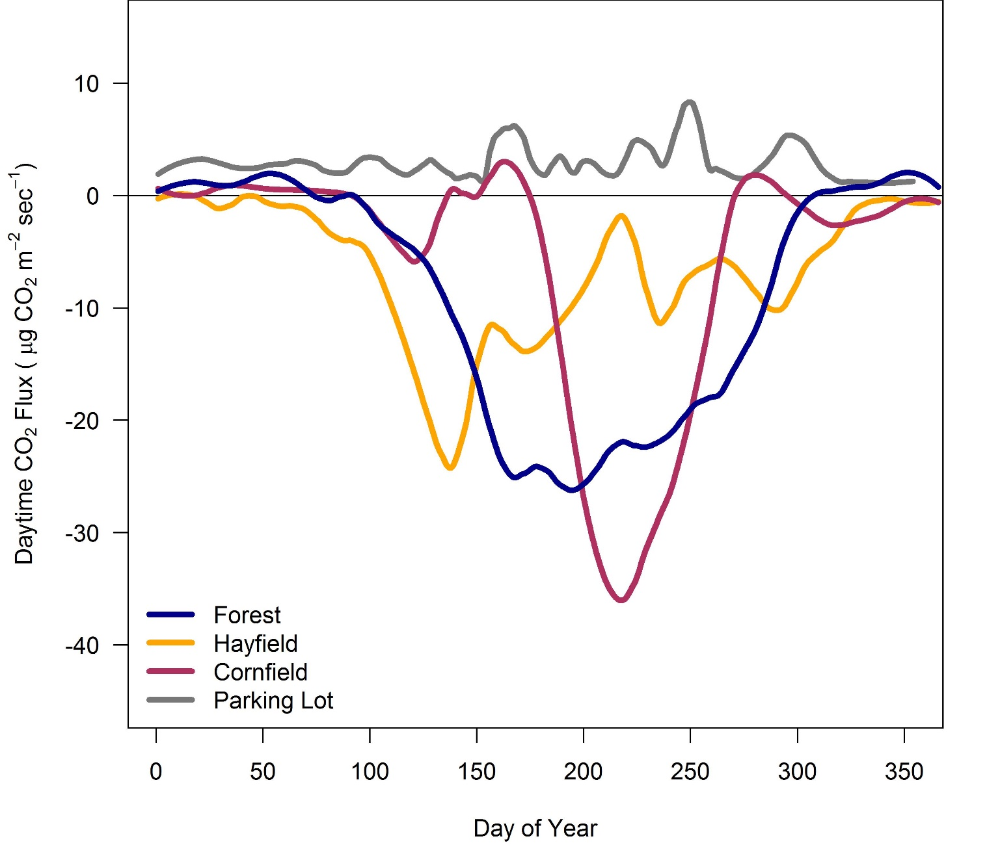 Daytime CO₂ Flux ( µg CO₂ m⁻² sec⁻¹)
10
0
-10
-20
-30
-40
Forest
Hayfield
Cornfield
Parking Lot
0 50 100 150 200 250 300 350
Day of Year